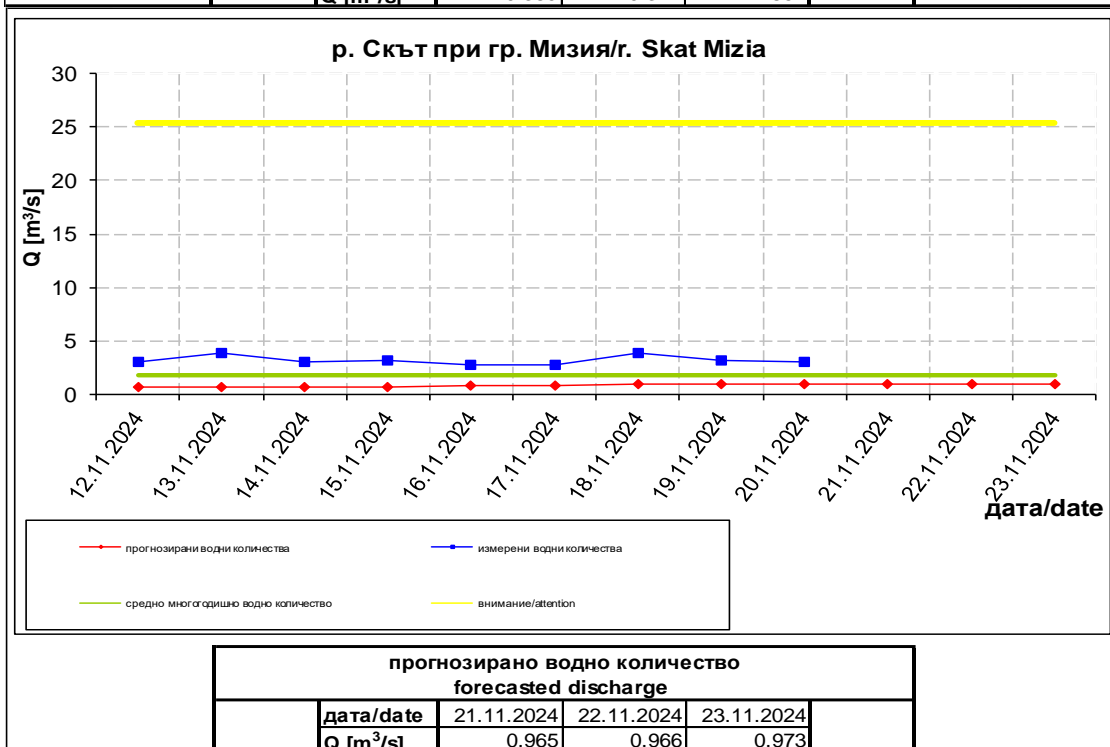 Q [m³/s]
р. Скът при гр. Мизия/r. Skat Mizia
30
25
20
15
10
5
0
Q [m³/s]
12.11.2024
13.11.2024
14.11.2024
15.11.2024
16.11.2024
17.11.2024
18.11.2024
19.11.2024
20.11.2024
21.11.2024
22.11.2024
23.11.2024
дата/date
прогнозирани водни количества
измерени водни количества
средно многогодишно водно количество
внимание/attention
прогнозирано водно количество
forecasted discharge
дата/date 21.11.2024 22.11.2024 23.11.2024
Q [m³/s] 0.965 0.966 0.973